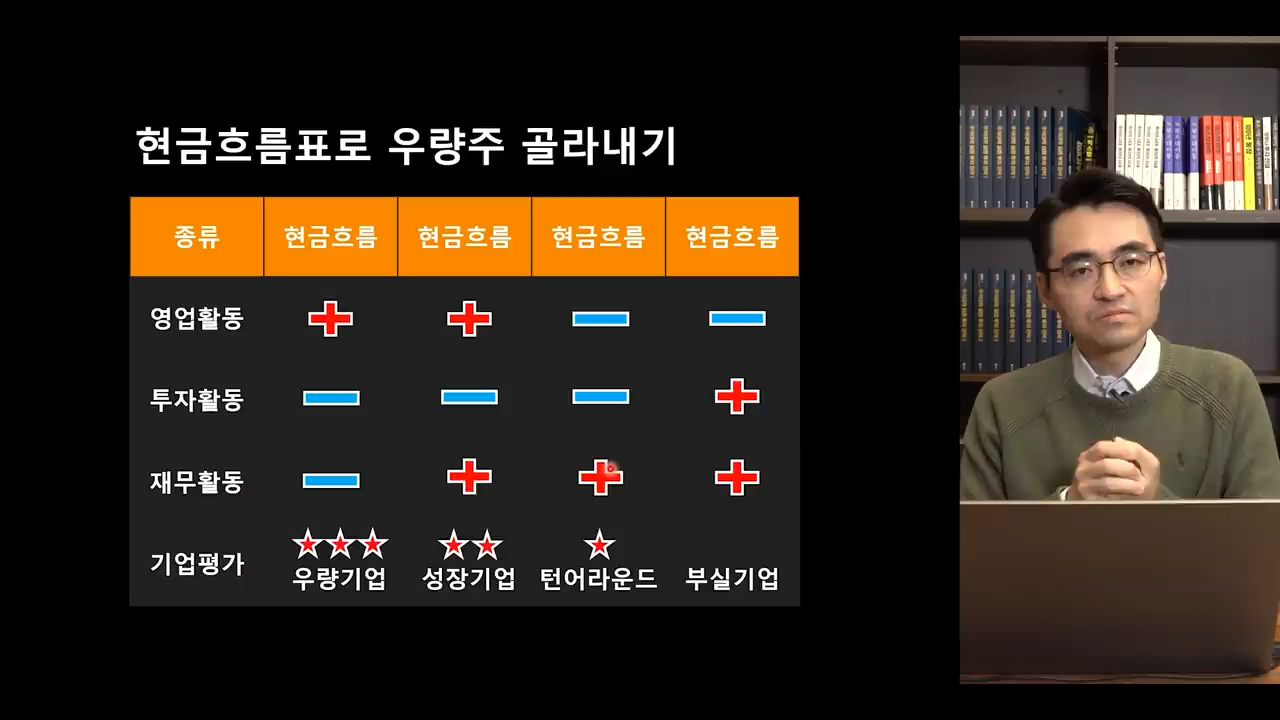 현금흐름표로 우량주 골라내기
종류 현금흐름 현금흐름 현금흐름 현금흐름
영업활동
투자활동
재무활동
기업평가
우량기업 성장기업 턴어라운드 부실기업